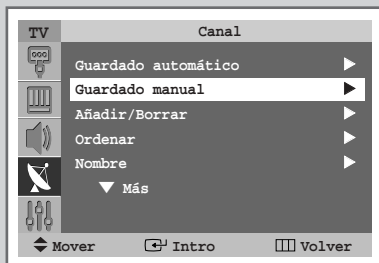 TV Canal
Guardado automático
Guardado manual
Añadir/Borrar
Ordenar
Nombre
Más
Mover Intro Volver